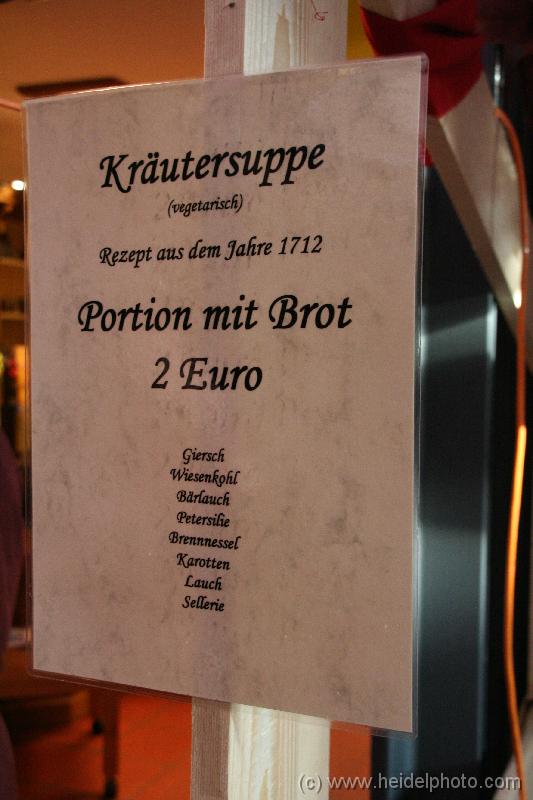 Kräutersuppe
(vegetarisch)
Rezept aus dem Jahre 1712
Portion mit Brot
2 Euro
Giersch
Wiesenkohl
Bärlauch
Petersilie
Brennnessel
Karotten
Lauch
Sellerie
(c) www.heidelphoto.com